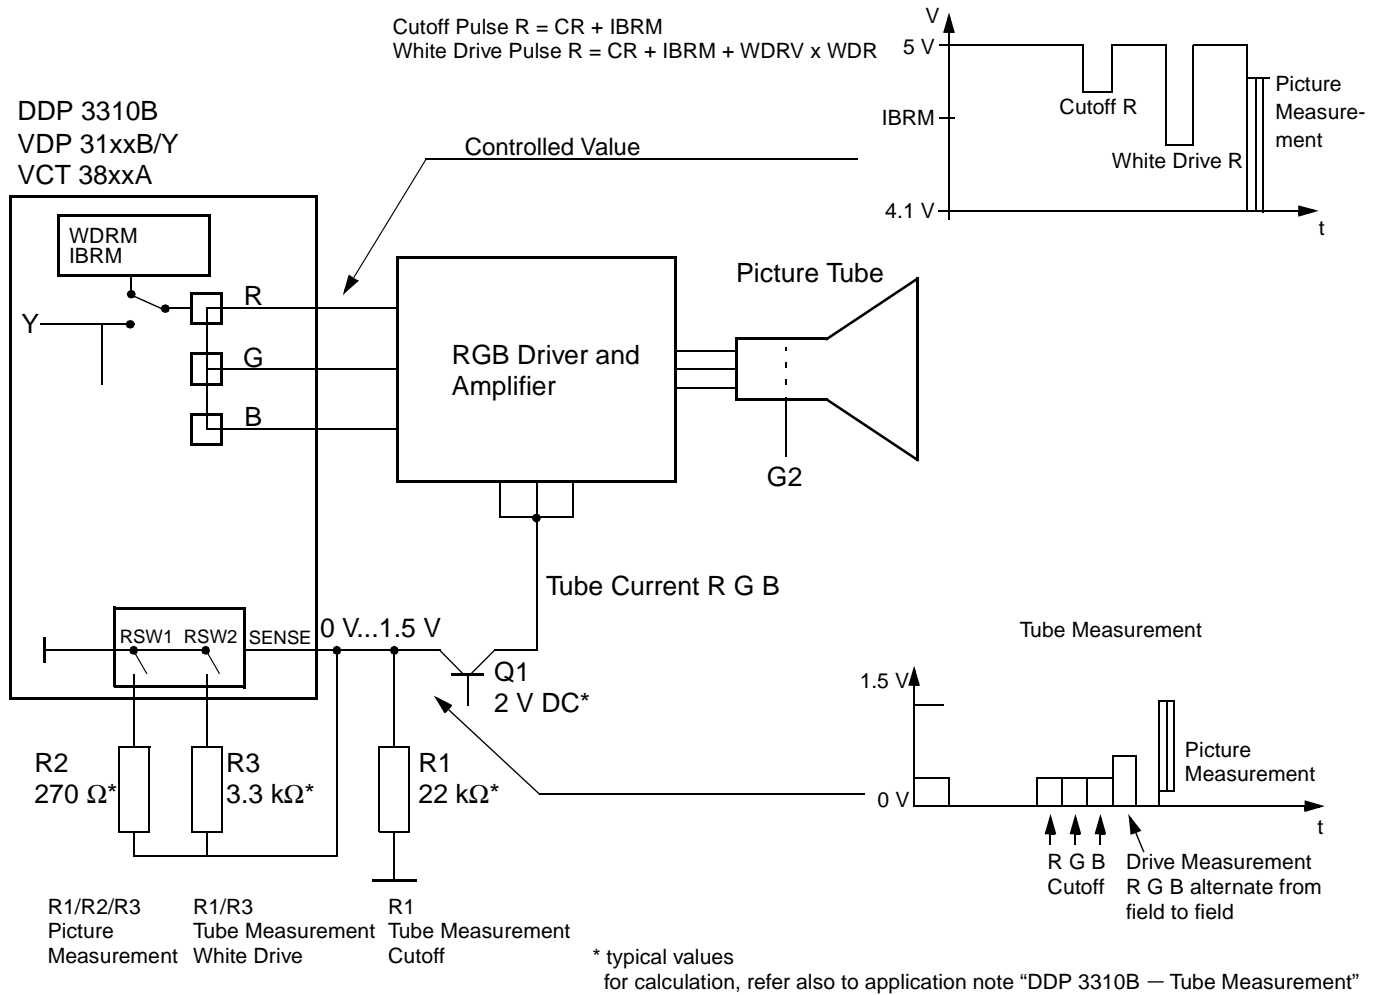 Cutoff Pulse R = CR + IBRM
White Drive Pulse R = CR + IBRM + WDRV x WDR
V
5 V
IBRM
4.1 V
Cutoff R
White Drive R
Picture
Measure-
ment
t
DDP 3310B
VDP 31xxB/Y
VCT 38xxA
Controlled Value
WDRM
IBRM
Y
R
G
B
RGB Driver and
Amplifier
Picture Tube
G2
Tube Current R G B
RSW1 RSW2
SENSE
0 V...1.5 V
Q1
2 V DC*
R2
270 Ω*
R3
3.3 kΩ*
R1
22 kΩ*
Tube Measurement
1.5 V
0 V
Picture
Measurement
t
R G B
Cutoff
Drive Measurement
R G B alternate from
field to field
R1/R2/R3
Picture
Measurement
R1/R3
Tube Measurement
White Drive
R1
Tube Measurement
Cutoff
* typical values
for calculation, refer also to application note “DDP 3310B — Tube Measurement”